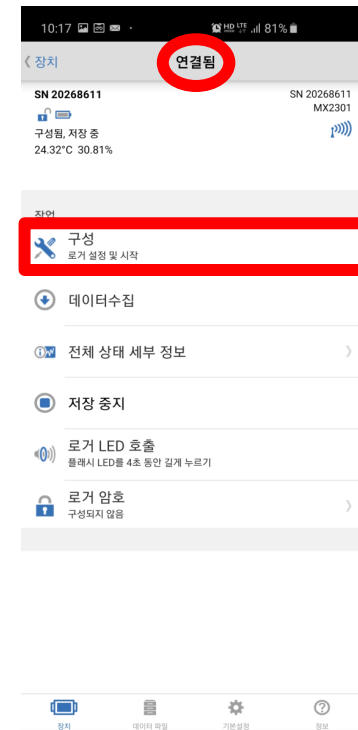 10:17 HD LTE 81%
장치
연결됨
SN 20268611
SN 20268611
MX2301
구성됨, 저장 중
24.32°C 30.81%
작업
구성
로거 설정 및 시작
데이터수집
전체 상태 세부 정보
저장 중지
로거 LED 호출
플래시 LED를 4초 동안 길게 누르기
로거 암호
구성되지 않음
장치
데이터 파일
기본설정
정보